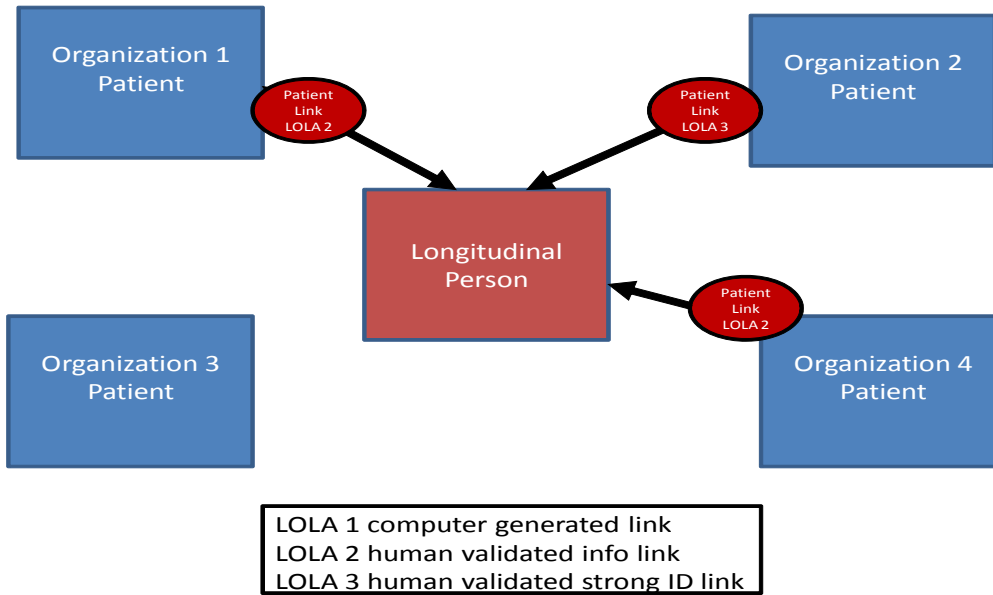 Organization 1
Patient
Patient
Link
LOLA 2
Patient
Link
LOLA 3
Organization 2
Patient
Longitudinal
Person
Patient
Link
LOLA 2
Organization 3
Patient
Organization 4
Patient
LOLA 1 computer generated link
LOLA 2 human validated info link
LOLA 3 human validated strong ID link